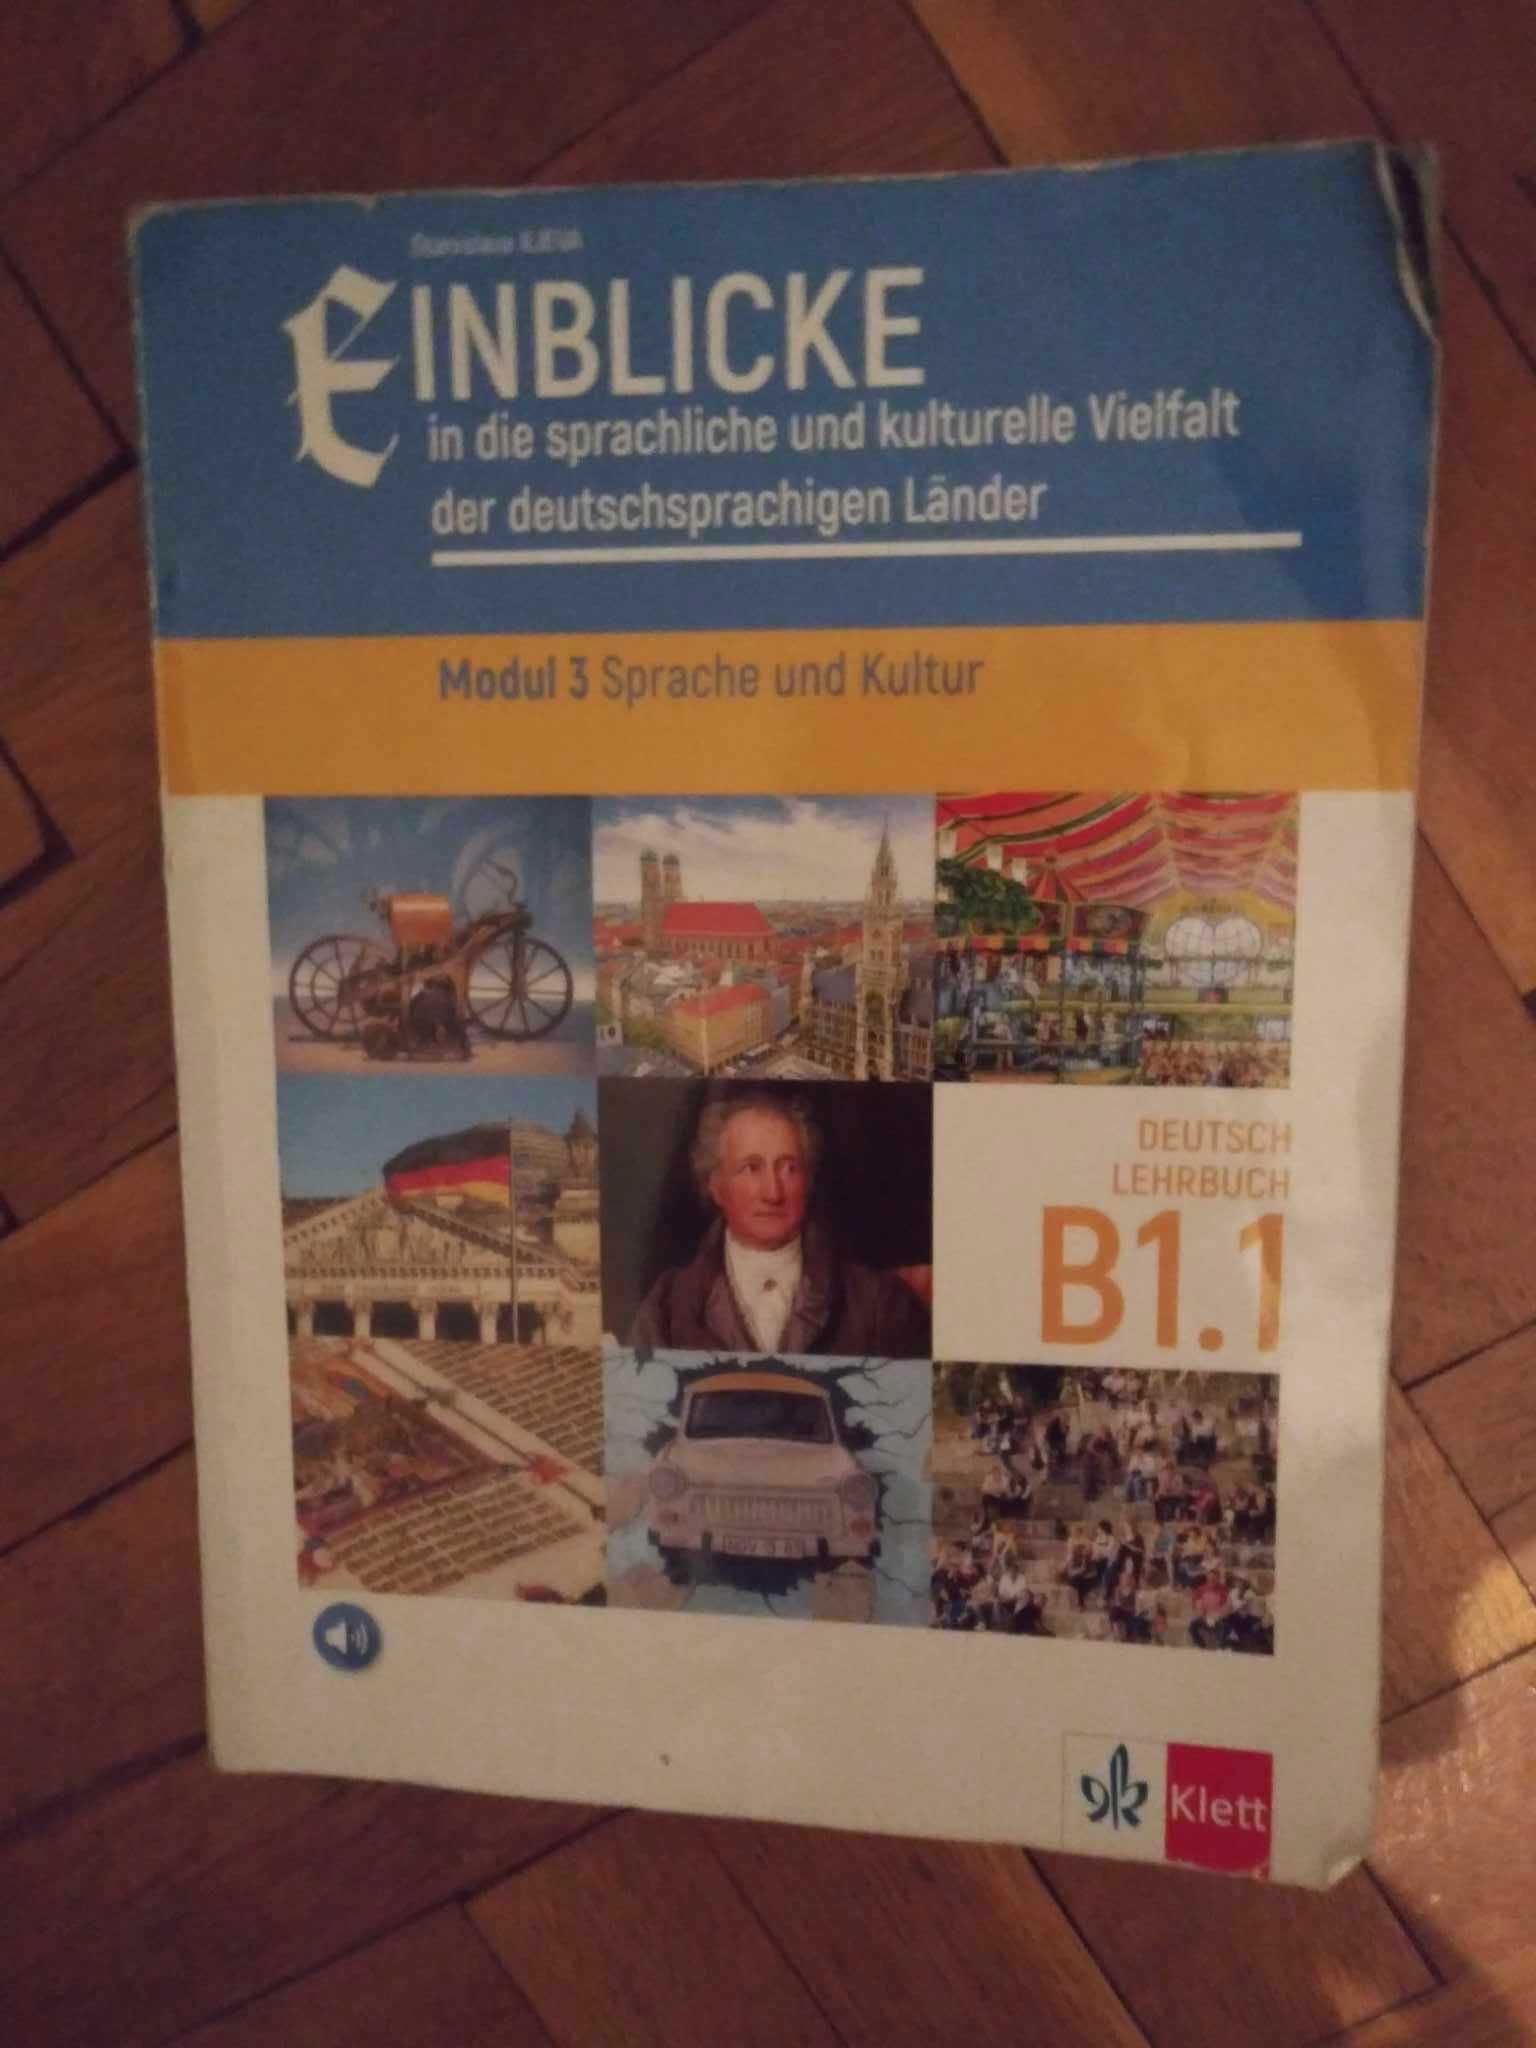 EINBLICKE
in die sprachliche und kulturelle Vielfalt
der deutschsprachigen Länder
Modul 3 Sprache und Kultur
DEUTSCH
LEHRBUCH
B1.1
Klett